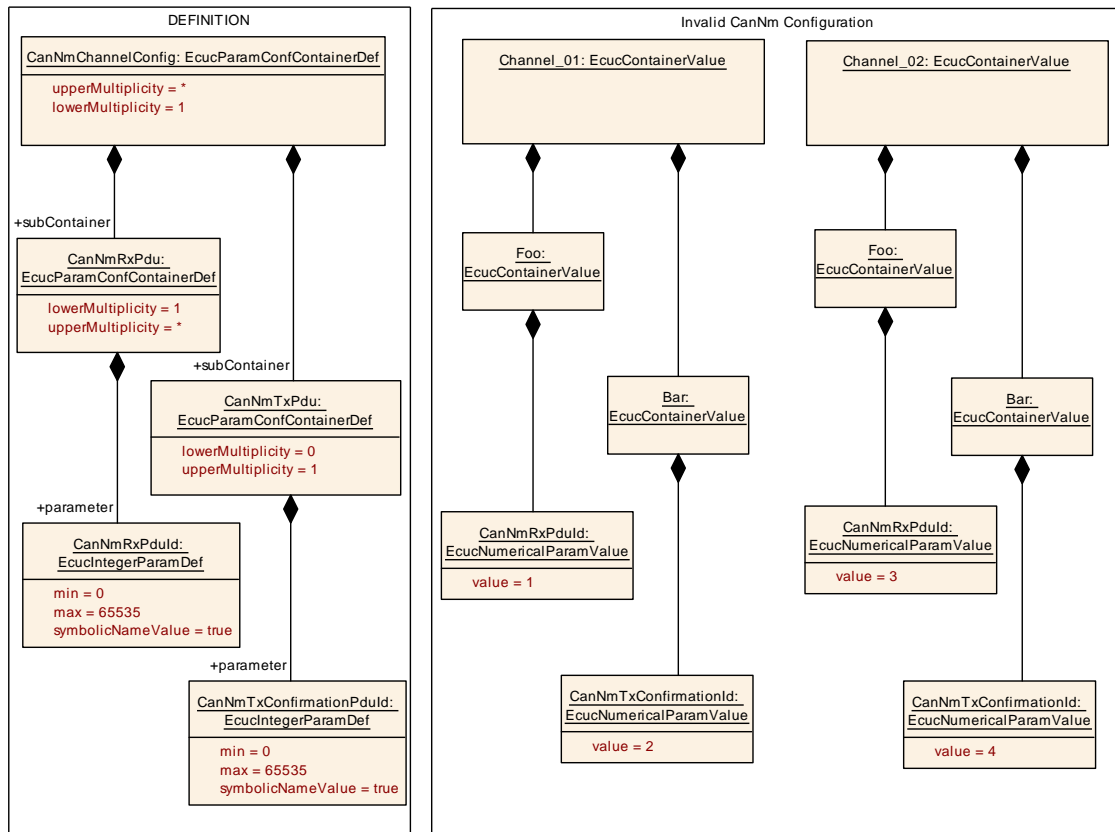 DEFINITION
CanNmChannelConfig: EcucParamConfContainerDef
upperMultiplicity = *
lowerMultiplicity = 1
+subContainer
CanNmRxPdu:
EcucParamConfContainerDef
lowerMultiplicity = 1
upperMultiplicity = *
+subContainer
CanNmTxPdu:
EcucParamConfContainerDef
lowerMultiplicity = 0
upperMultiplicity = 1
+parameter
CanNmRxPduId:
EcucIntegerParamDef
min = 0
max = 65535
symbolicNameValue = true
+parameter
CanNmTxConfirmationPduId:
EcucIntegerParamDef
min = 0
max = 65535
symbolicNameValue = true
Invalid CanNm Configuration
Channel_01: EcucContainerValue
Foo:
EcucContainerValue
Bar:
EcucContainerValue
CanNmRxPduId:
EcucNumericalParamValue
value = 1
CanNmTxConfirmationId:
EcucNumericalParamValue
value = 2
Channel_02: EcucContainerValue
Foo:
EcucContainerValue
Bar:
EcucContainerValue
CanNmRxPduId:
EcucNumericalParamValue
value = 3
CanNmTxConfirmationId:
EcucNumericalParamValue
value = 4